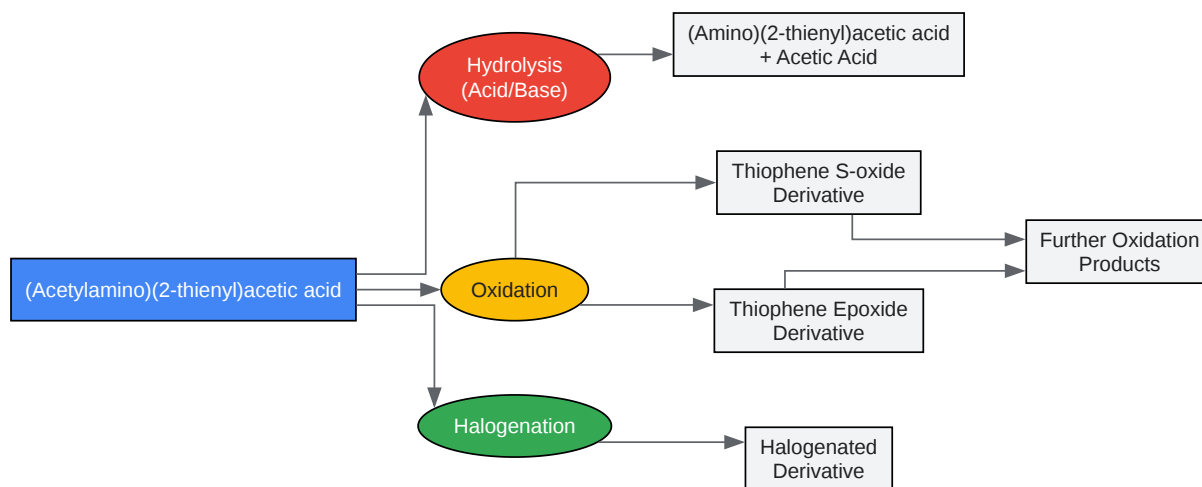 (Amino)(2-thienyl)acetic acid
+ Acetic Acid
Hydrolysis
(Acid/Base)
Thiophene S-oxide
Derivative
Further Oxidation
Products
(Acetylamino)(2-thienyl)acetic acid
Oxidation
Thiophene Epoxide
Derivative
Halogenation
Halogenated
Derivative